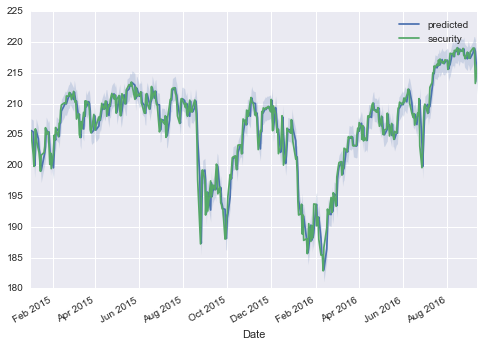 225
220
215
210
205
200
195
190
185
180
predicted
security
Feb 2015
Apr 2015
Jun 2015
Aug 2015
Oct 2015
Dec 2015
Feb 2016
Apr 2016
Jun 2016
Aug 2016
Date